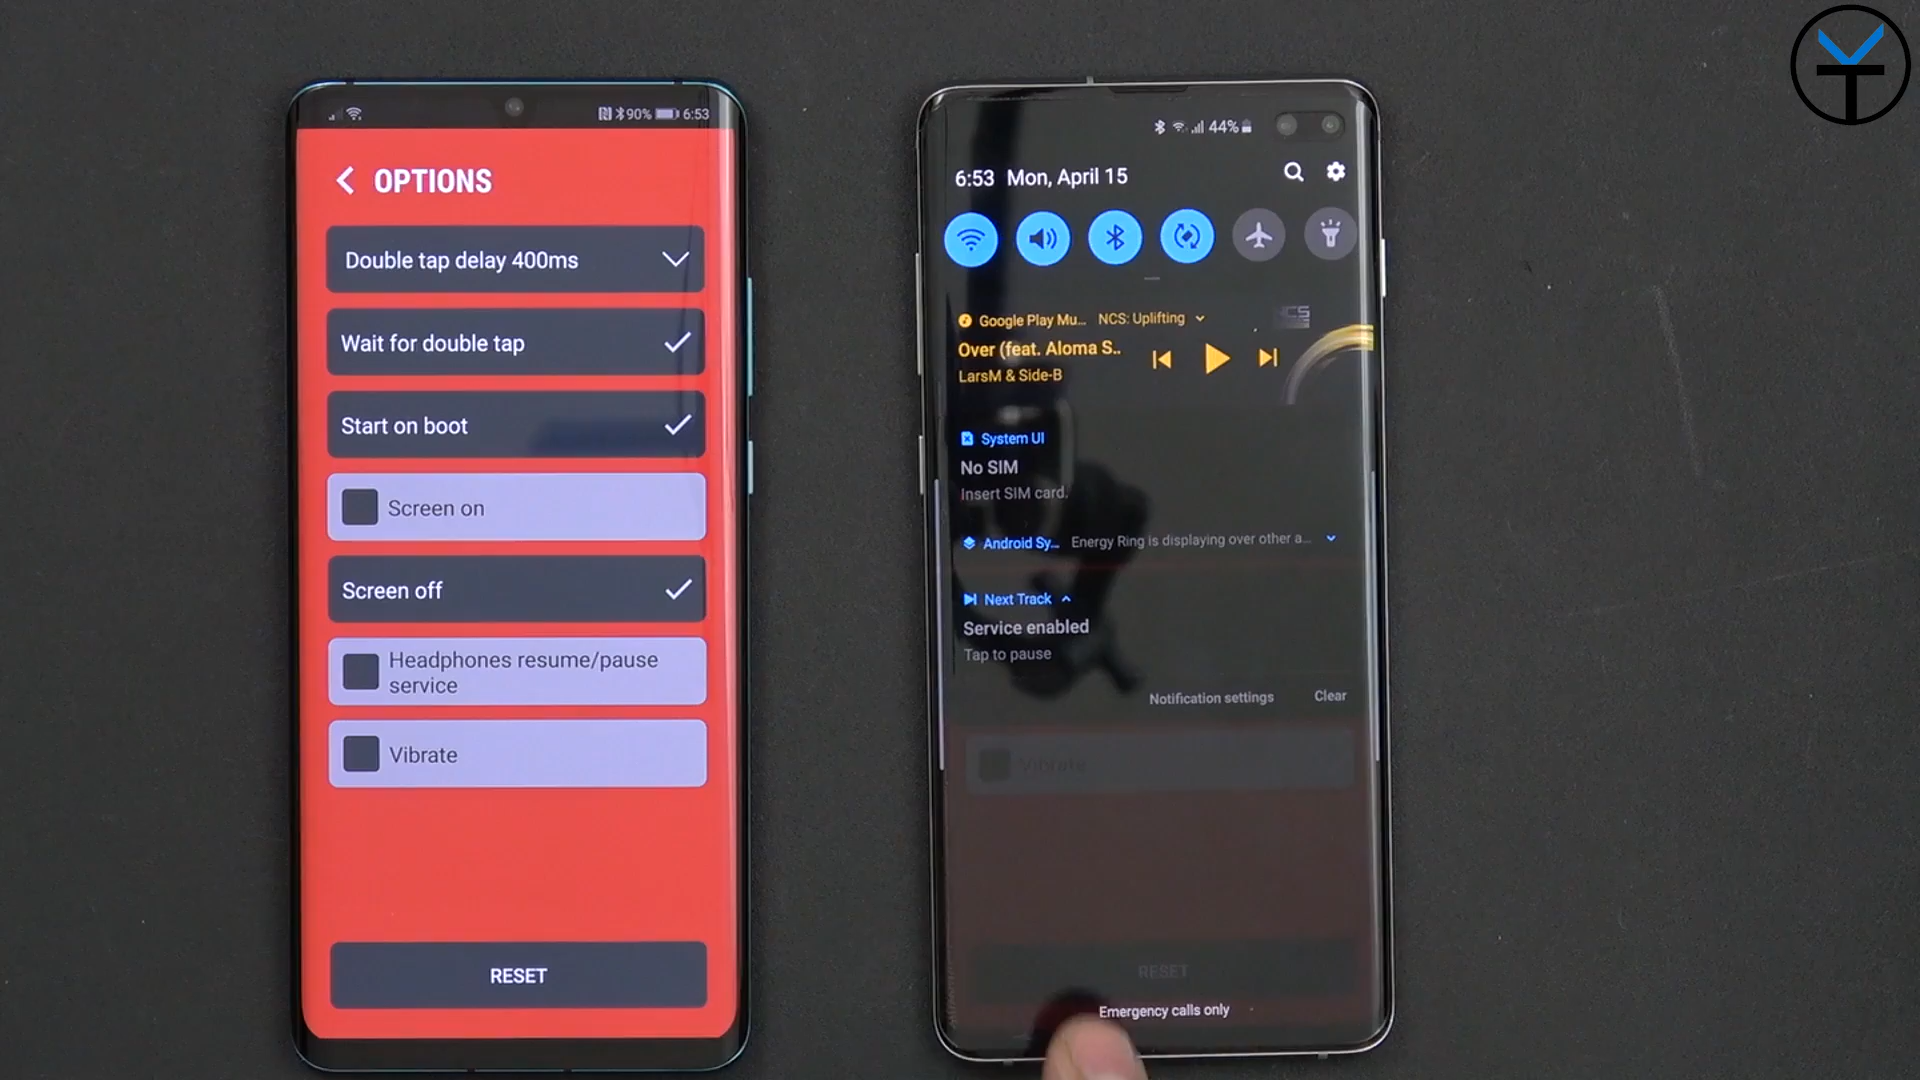 90% 6:53
OPTIONS
Double tap delay 400ms
Wait for double tap
Start on boot
Screen on
Screen off
Headphones resume/pause
service
Vibrate
RESET
44%
6:53 Mon, April 15
Google Play Mu... NCS: Uplifting
NCS
Over (feat. Aloma S..
LarsM & Side-B
System UI
No SIM
Insert SIM card.
Android Sy... Energy Ring is displaying over other a...
Next Track
Service enabled
Tap to pause
Notification settings Clear
Vibrate
RESET
Emergency calls only